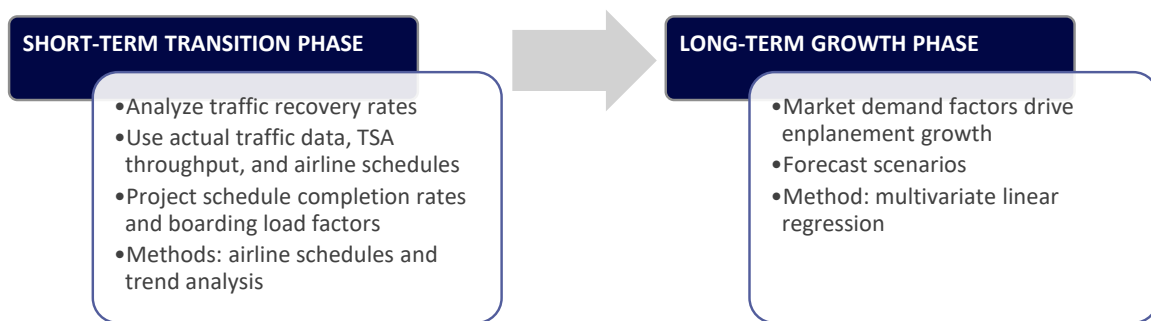 SHORT-TERM TRANSITION PHASE
•Analyze traffic recovery rates
•Use actual traffic data, TSA
throughput, and airline schedules
•Project schedule completion rates
and boarding load factors
•Methods: airline schedules and
trend analysis
LONG-TERM GROWTH PHASE
•Market demand factors drive
enplanement growth
•Forecast scenarios
•Method: multivariate linear
regression